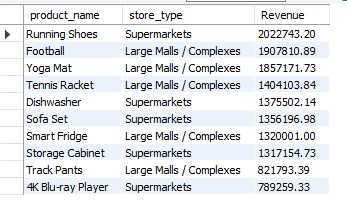 product_name store_type Revenue
Running Shoes Supermarkets 2022743.20
Football Large Malls / Complexes 1907810.89
Yoga Mat Large Malls / Complexes 1857171.73
Tennis Racket Large Malls / Complexes 1404103.84
Dishwasher Supermarkets 1375502.14
Sofa Set Supermarkets 1356196.98
Smart Fridge Large Malls / Complexes 1320001.00
Storage Cabinet Supermarkets 1317154.73
Track Pants Large Malls / Complexes 821793.39
4K Blu-ray Player Supermarkets 789259.33